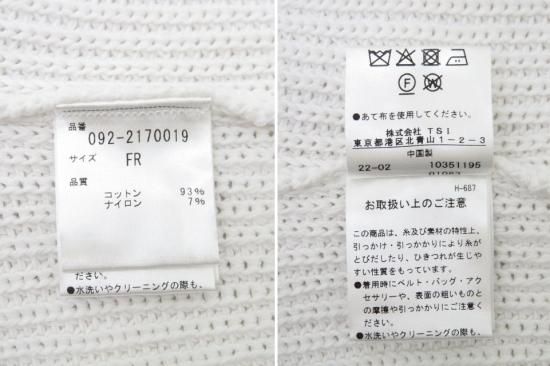 品番
092-2170019
サイズ FR
品質
コットン 93%
ナイロン 7%
ださい。
●水洗いやクリーニングの際も、
F W
●あて布を使用してください。
株式会社 TSI
東京都港区北青山1-2-3
中国製
22-02 10351195
H-687
お取扱い上のご注意
この商品は、糸及び素材の特性上、
引っかけ・引っかかりにより糸が
とびだしたり、ひきつれが生じや
すい性質をもっています。
●着用時にベルト・バッグ・アク
セサリーや、表面の粗いものと
の摩擦や引っかかりにご注意く
ださい。
●水洗いやクリーニングの際も、